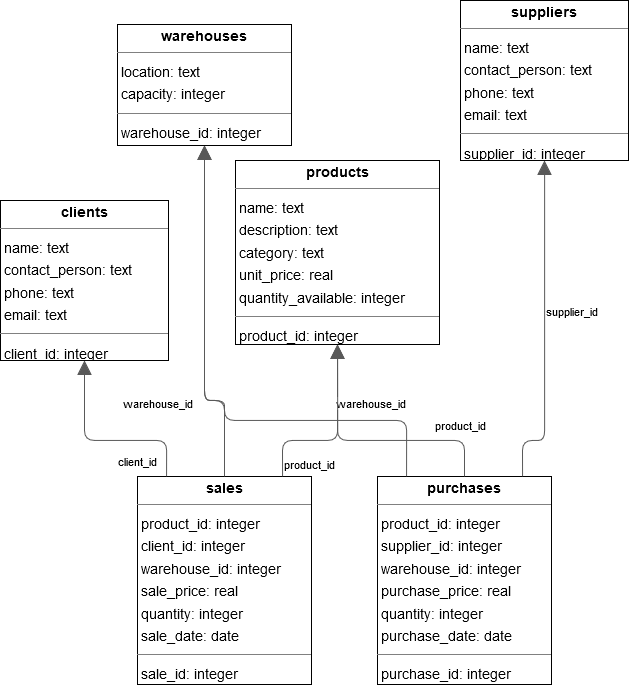 suppliers
name: text
contact_person: text
phone: text
email: text
supplier_id: integer
warehouses
location: text
capacity: integer
warehouse_id: integer
products
name: text
description: text
category: text
unit_price: real
quantity_available: integer
product_id: integer
clients
name: text
contact_person: text
phone: text
email: text
client_id: integer
supplier_id
warehouse_id
warehouse_id
product_id
client_id
product_id
sales
product_id: integer
client_id: integer
warehouse_id: integer
sale_price: real
quantity: integer
sale_date: date
sale_id: integer
purchases
product_id: integer
supplier_id: integer
warehouse_id: integer
purchase_price: real
quantity: integer
purchase_date: date
purchase_id: integer